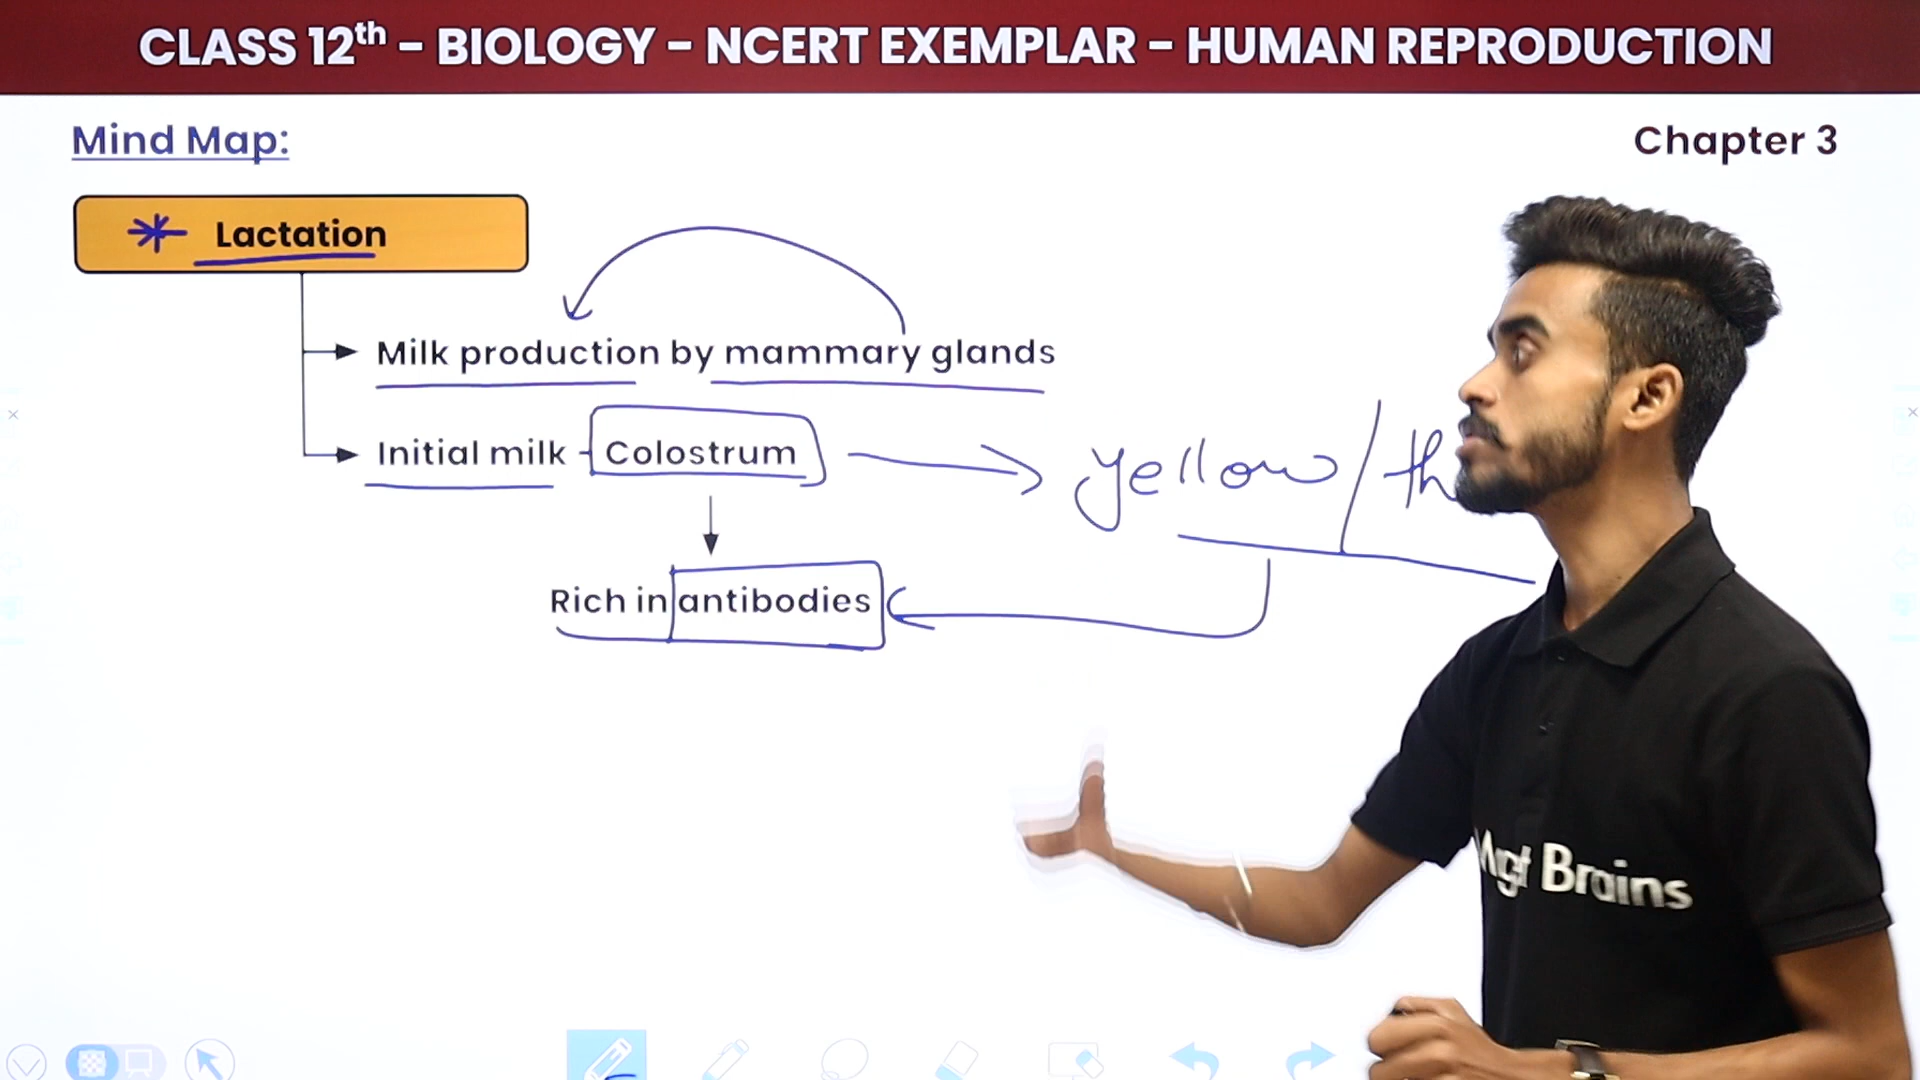 CLASS 12th - BIOLOGY - NCERT EXEMPLAR - HUMAN REPRODUCTION
Mind Map:
Chapter 3
Lactation
Milk production by mammary glands
Initial milk - Colostrum
yellow / th
Rich in antibodies
Brains